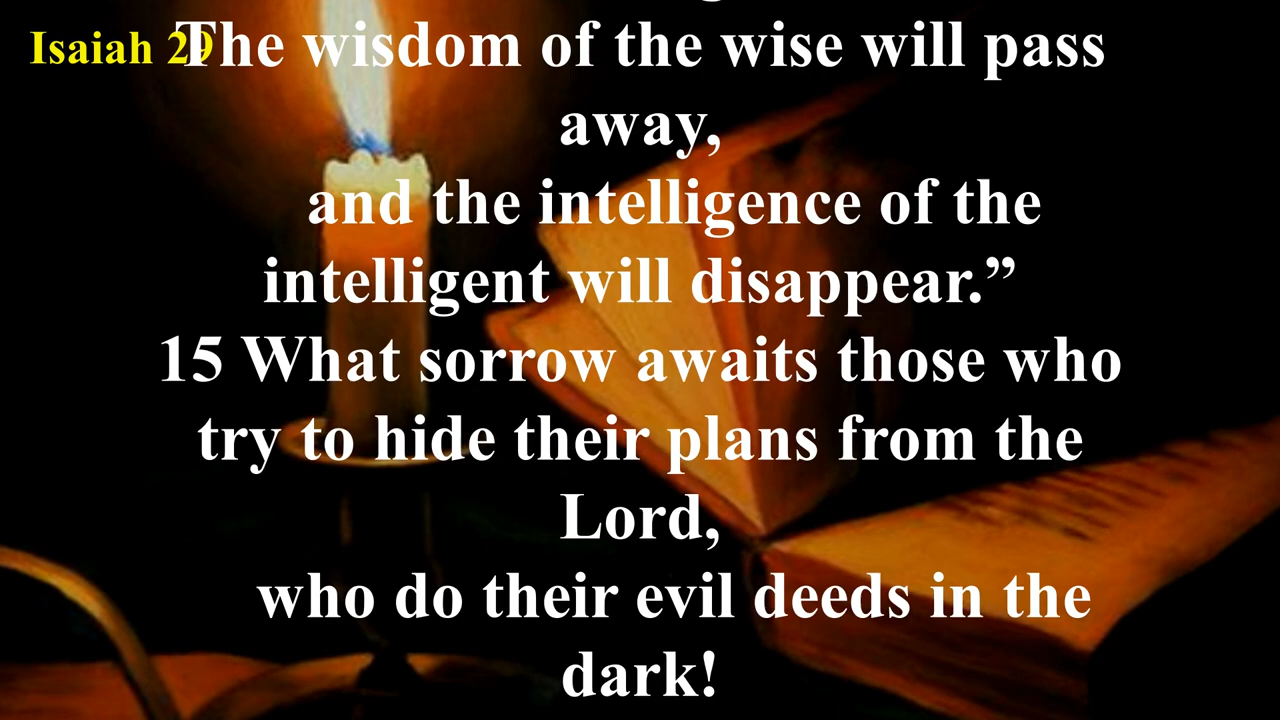 Isaiah 29
The wisdom of the wise will pass
away,
and the intelligence of the
intelligent will disappear.”
15 What sorrow awaits those who
try to hide their plans from the
Lord,
who do their evil deeds in the
dark!